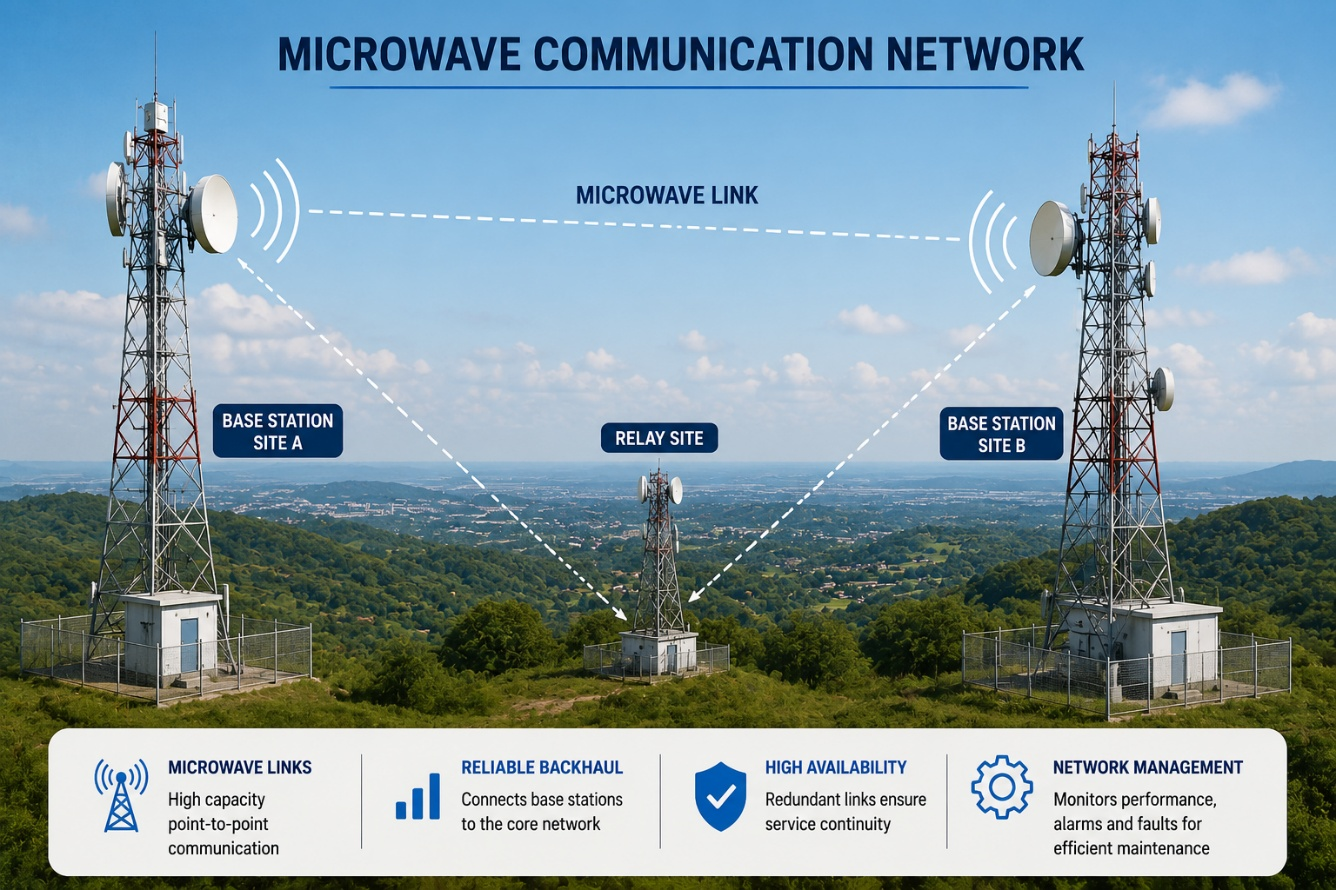 MICROWAVE COMMUNICATION NETWORK
MICROWAVE LINK
BASE STATION
SITE A
RELAY SITE
BASE STATION
SITE B
MICROWAVE LINKS
High capacity
point-to-point
communication
RELIABLE BACKHAUL
Connects base stations
to the core network
HIGH AVAILABILITY
Redundant links ensure
service continuity
NETWORK MANAGEMENT
Monitors performance,
alarms and faults for
efficient maintenance